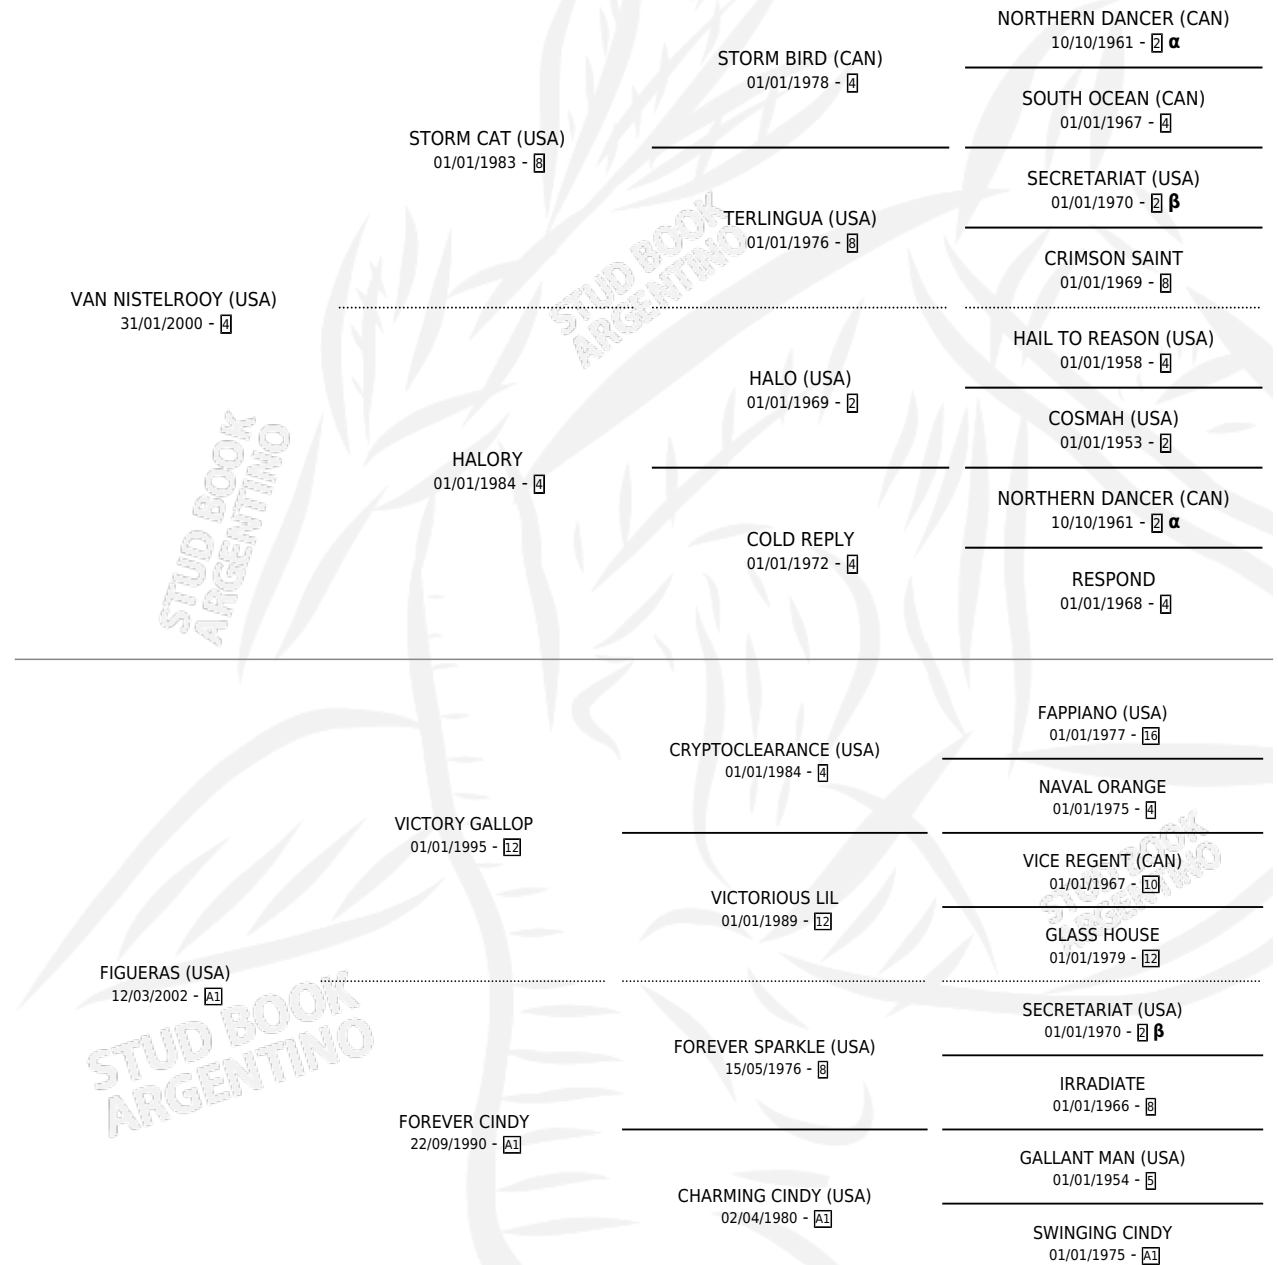 NORTHERN DANCER (CAN)
10/10/1961 - 2 α
STORM BIRD (CAN)
01/01/1978 - 4
SOUTH OCEAN (CAN)
01/01/1967 - 4
STORM CAT (USA)
01/01/1983 - 8
SECRETARIAT (USA)
01/01/1970 - 2 β
TERLINGUA (USA)
01/01/1976 - 8
CRIMSON SAINT
01/01/1969 - 8
VAN NISTELROOY (USA)
31/01/2000 - 4
HAIL TO REASON (USA)
01/01/1958 - 4
HALO (USA)
01/01/1969 - 2
COSMAH (USA)
01/01/1953 - 2
HALORY
01/01/1984 - 4
NORTHERN DANCER (CAN)
10/10/1961 - 2 α
COLD REPLY
01/01/1972 - 4
RESPOND
01/01/1968 - 4
FAPPIANO (USA)
01/01/1977 - 16
CRYPTOCLEARANCE (USA)
01/01/1984 - 4
NAVAL ORANGE
01/01/1975 - 4
VICTORY GALLOP
01/01/1995 - 12
VICE REGENT (CAN)
01/01/1967 - 10
VICTORIOUS LIL
01/01/1989 - 12
GLASS HOUSE
01/01/1979 - 12
FIGUERAS (USA)
12/03/2002 - A1
SECRETARIAT (USA)
01/01/1970 - 2 β
FOREVER SPARKLE (USA)
15/05/1976 - 8
IRRADIATE
01/01/1966 - 8
FOREVER CINDY
22/09/1990 - A1
GALLANT MAN (USA)
01/01/1954 - 5
CHARMING CINDY (USA)
02/04/1980 - A1
SWINGING CINDY
01/01/1975 - A1
STUD BOOK
ARGENTINO
STUD BOOK
ARGENTINO
STUD BOOK
ARGENTINO
STUD BOOK
ARGENTINO